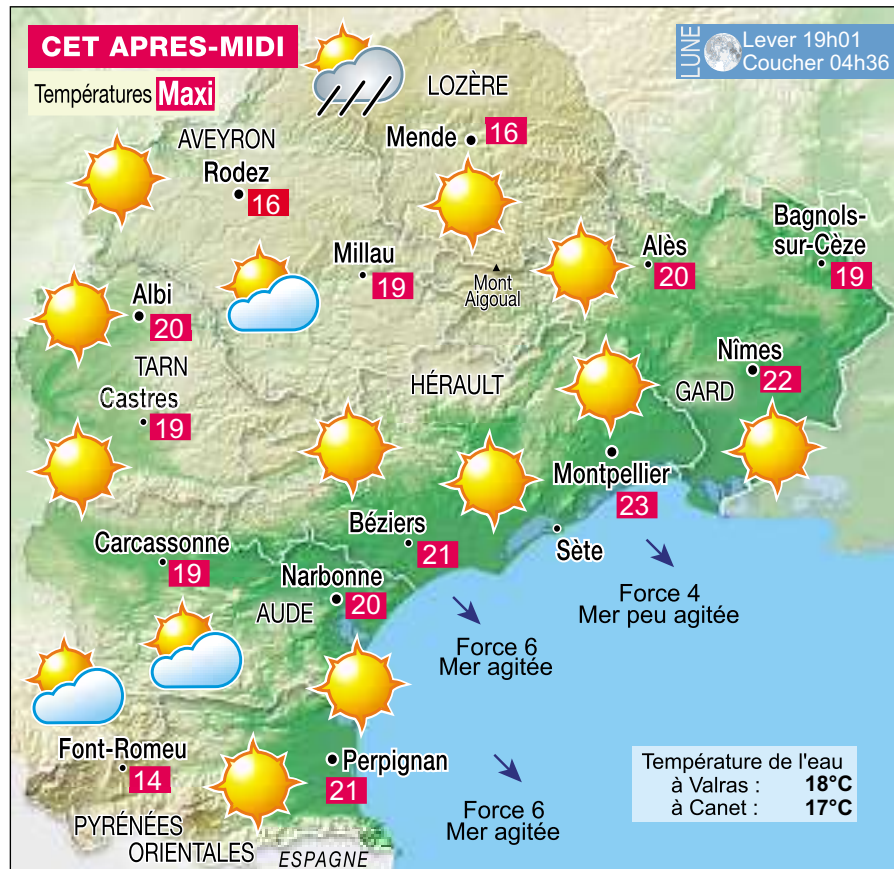 CET APRES-MIDI
Températures Maxi
LUNE
Lever 19h01
Coucher 04h36
LOZÈRE
Mende
16
AVEYRON
Rodez
16
Millau
19
Mont
Aigoual
Alès
20
Bagnols-
sur-Cèze
19
Albi
20
TARN
Castres
19
HÉRAULT
GARD
Nîmes
22
Montpellier
23
Sète
Béziers
21
Carcassonne
19
Narbonne
20
AUDE
Force 4
Mer peu agitée
Force 6
Mer agitée
Font-Romeu
14
Perpignan
21
Force 6
Mer agitée
Température de l'eau
à Valras : 18°C
à Canet : 17°C
PYRÉNÉES
ORIENTALES
ESPAGNE